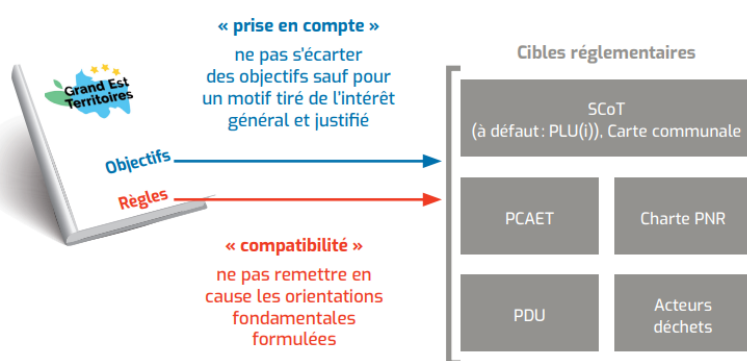 « prise en compte »
ne pas s'écarter
des objectifs sauf pour
un motif tiré de l'intérêt
général et justifié
Grand Est
Territoires
Objectifs
Règles
« compatibilité »
ne pas remettre en
cause les orientations
fondamentales
formulées
Cibles réglementaires
SCoT
(à défaut : PLU(i)), Carte communale
PCAET
Charte PNR
PDU
Acteurs
déchets